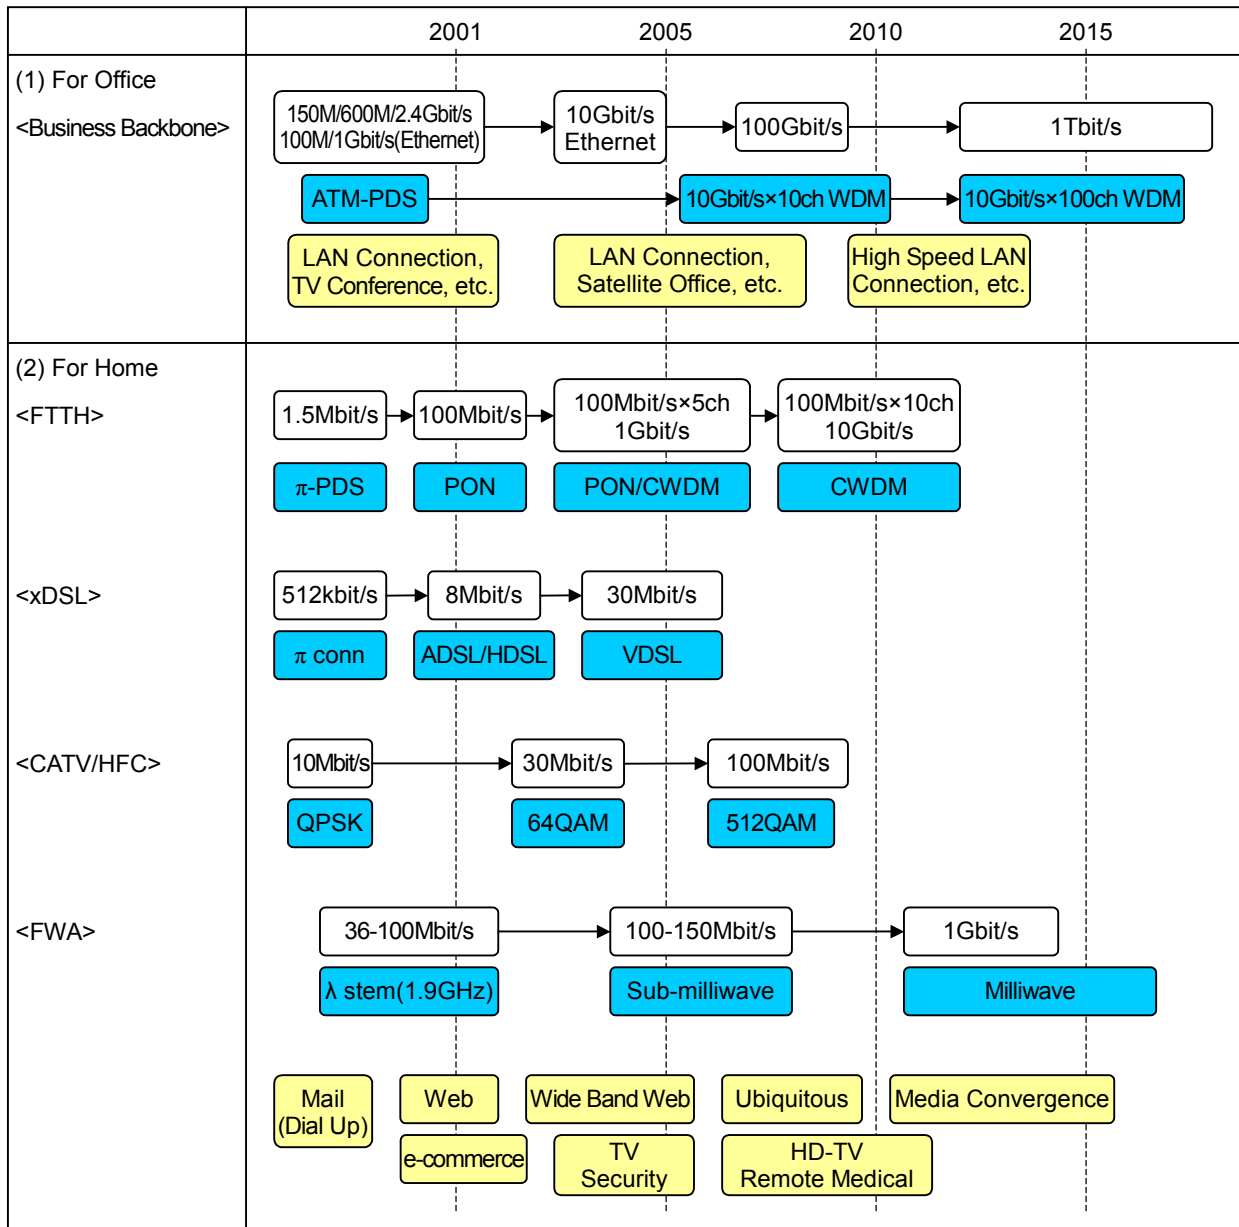 2001 2005 2010 2015
(1) For Office
<Business Backbone>
150M/600M/2.4Gbit/s
100M/1Gbit/s(Ethernet)
10Gbit/s
Ethernet
100Gbit/s
1Tbit/s
ATM-PDS
10Gbit/s×10ch WDM
10Gbit/s×100ch WDM
LAN Connection,
TV Conference, etc.
LAN Connection,
Satellite Office, etc.
High Speed LAN
Connection, etc.
(2) For Home
<FTTH>
1.5Mbit/s
100Mbit/s
100Mbit/s×5ch
1Gbit/s
100Mbit/s×10ch
10Gbit/s
π-PDS
PON
PON/CWDM
CWDM
<xDSL>
512kbit/s
8Mbit/s
30Mbit/s
π conn
ADSL/HDSL
VDSL
<CATV/HFC>
10Mbit/s
30Mbit/s
100Mbit/s
QPSK
64QAM
512QAM
<FWA>
36-100Mbit/s
100-150Mbit/s
1Gbit/s
λ stem(1.9GHz)
Sub-milliwave
Milliwave
Mail
(Dial Up)
Web
Wide Band Web
Ubiquitous
Media Convergence
e-commerce
TV
Security
HD-TV
Remote Medical